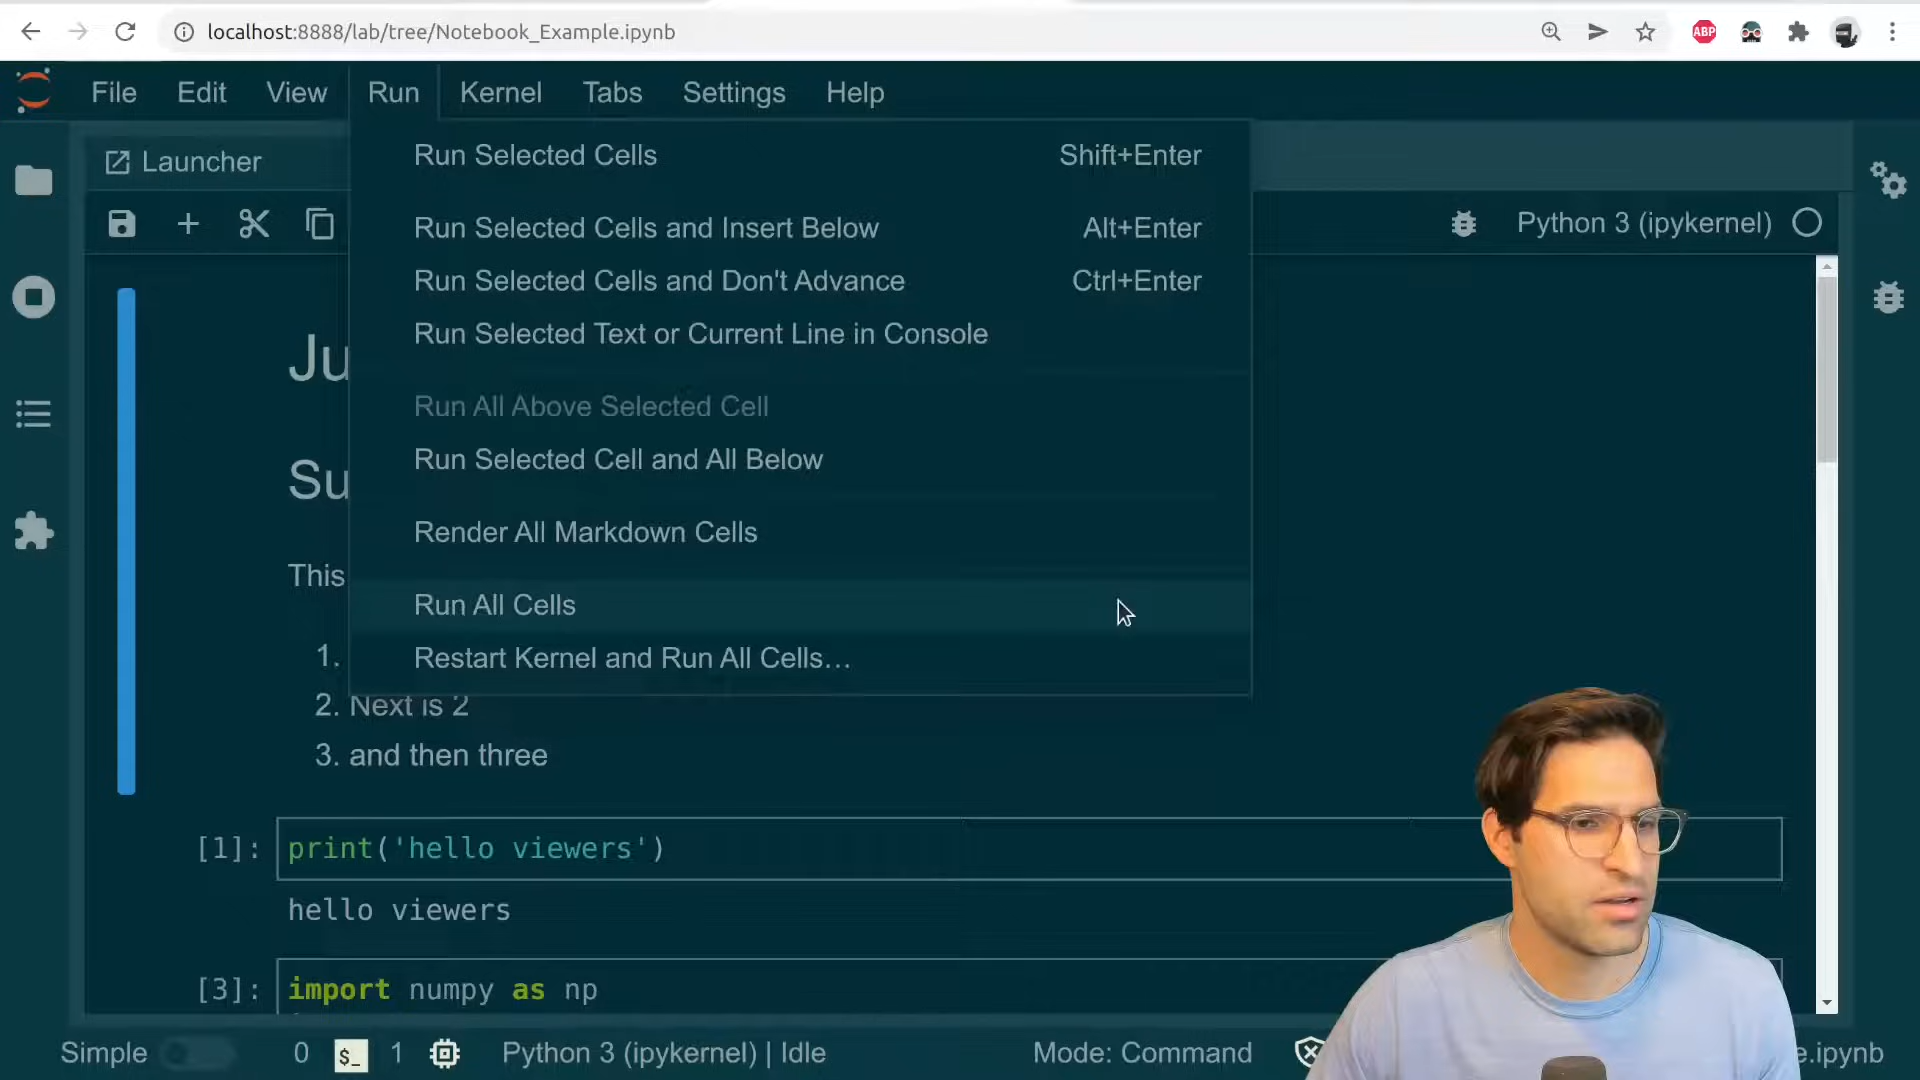 localhost:8888/lab/tree/Notebook_Example.ipynb
ABP
File Edit View Run Kernel Tabs Settings Help
Launcher
Run Selected Cells Shift+Enter
Run Selected Cells and Insert Below Alt+Enter
Run Selected Cells and Don't Advance Ctrl+Enter
Run Selected Text or Current Line in Console
Run All Above Selected Cell
Run Selected Cell and All Below
Render All Markdown Cells
Run All Cells
Restart Kernel and Run All Cells...
Python 3 (ipykernel)
Ju
Su
This
1.
2. Next is 2
3. and then three
[1]: print('hello viewers')
hello viewers
[3]: import numpy as np
Simple 0 $_ 1 Python 3 (ipykernel) | Idle Mode: Command e.ipynb